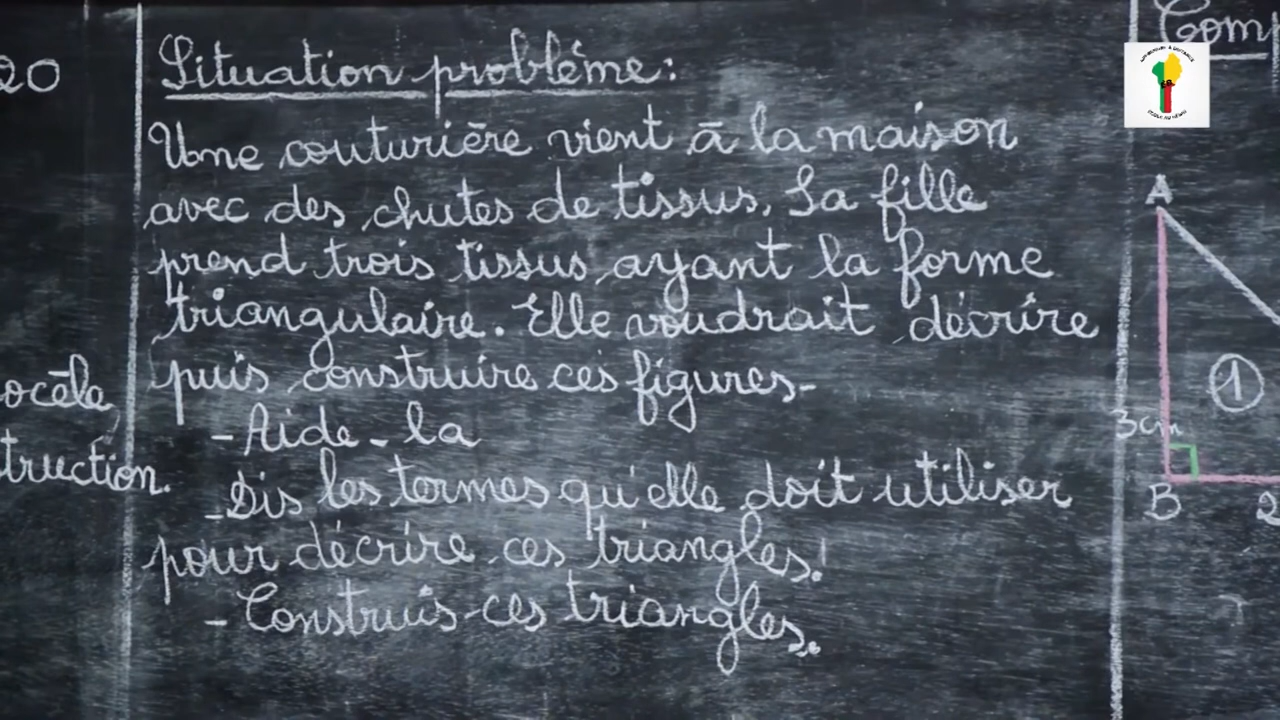 20
ocèle,
truction.
Situation problème:
Une couturière vient à la maison
avec des chutes de tissus. Sa fille
prend trois tissus ayant la forme
triangulaire. Elle voudrait décrire
puis construire ces figures.
- Aide-la
- Dis les termes qu'elle doit utiliser
pour décrire ces triangles.
- Construis ces triangles.
Com
A
1
3cm
B
2